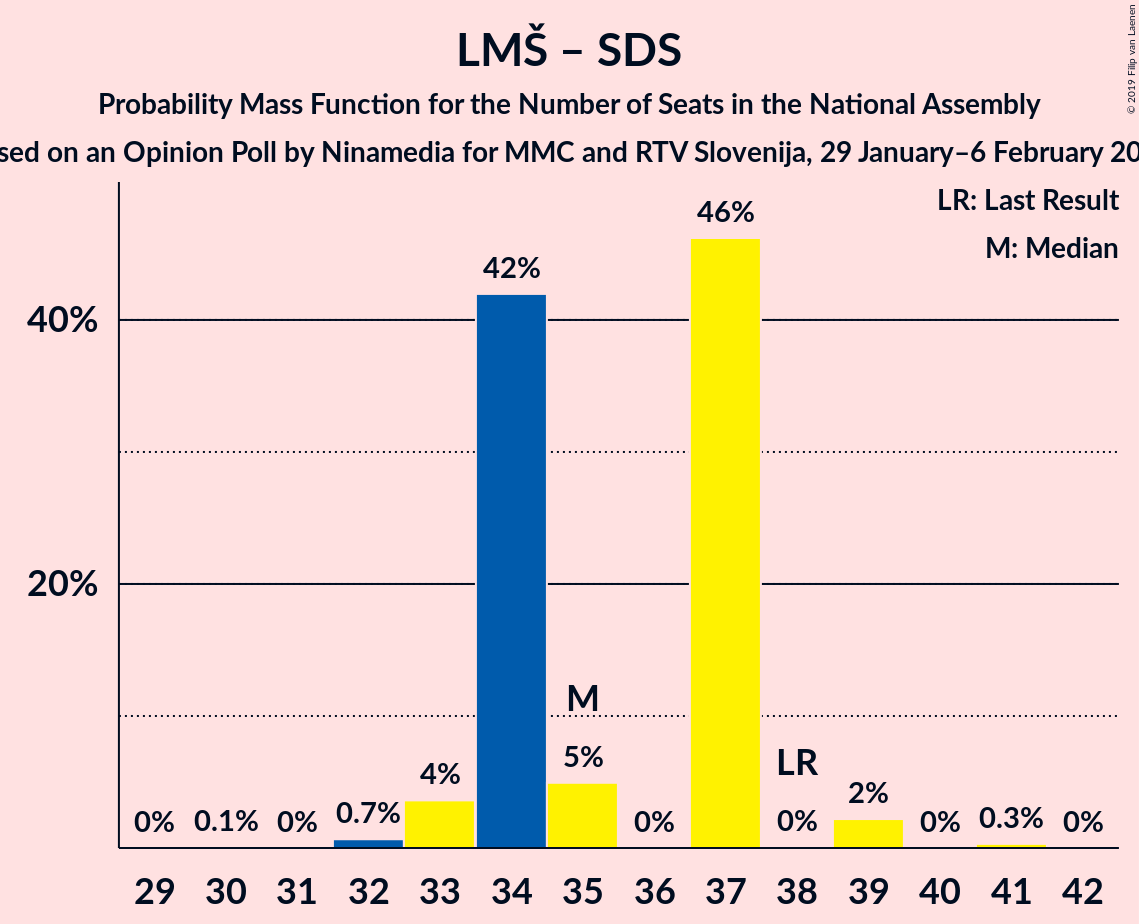 LMŠ – SDS
Probability Mass Function for the Number of Seats in the National Assembly
sed on an Opinion Poll by Ninamedia for MMC and RTV Slovenija, 29 January–6 February 20
© 2019 Filip van Laenen
LR: Last Result
M: Median
46%
42%
40%
20%
M
LR
5%
4%
2%
0% 0.1% 0% 0.7% 0% 0% 0% 0.3% 0%
29 30 31 32 33 34 35 36 37 38 39 40 41 42